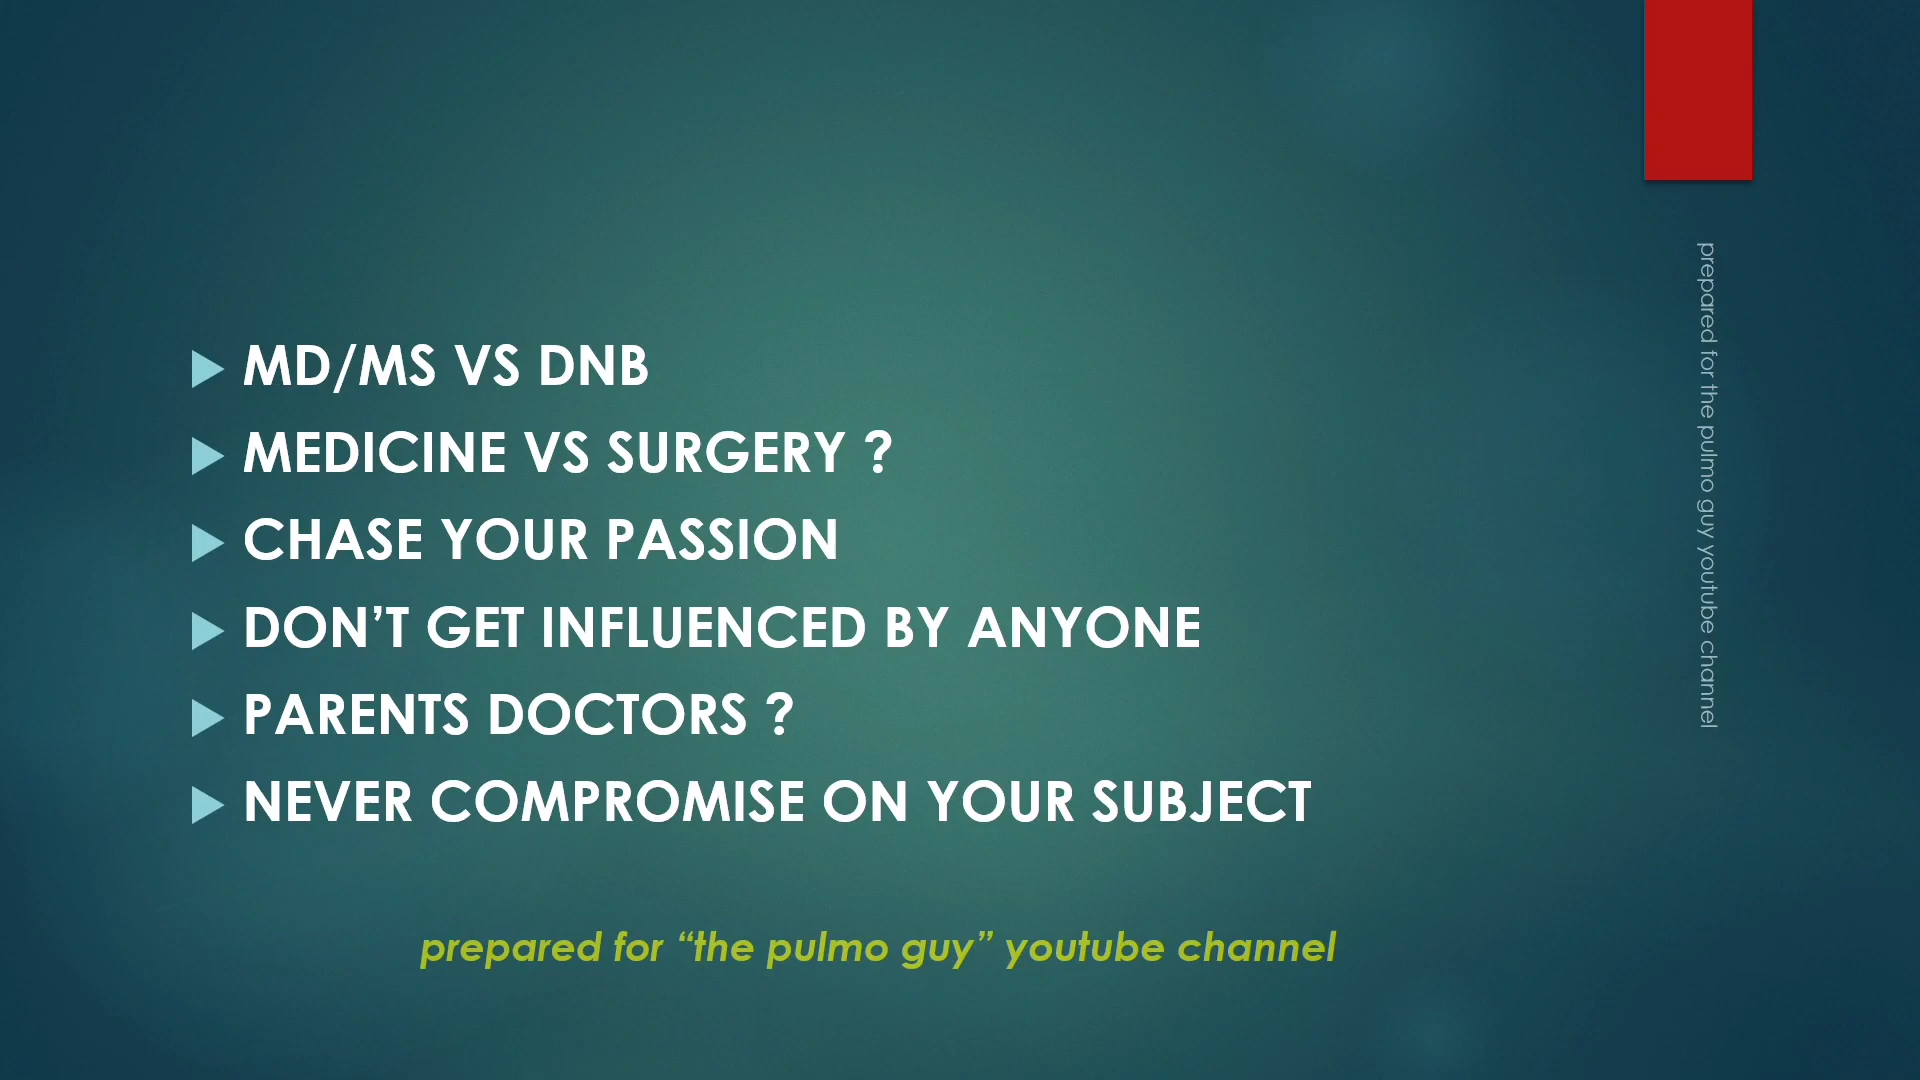 MD/MS VS DNB
MEDICINE VS SURGERY ?
CHASE YOUR PASSION
DON’T GET INFLUENCED BY ANYONE
PARENTS DOCTORS ?
NEVER COMPROMISE ON YOUR SUBJECT
prepared for “the pulmo guy” youtube channel
prepared for the pulmo guy youtube channel